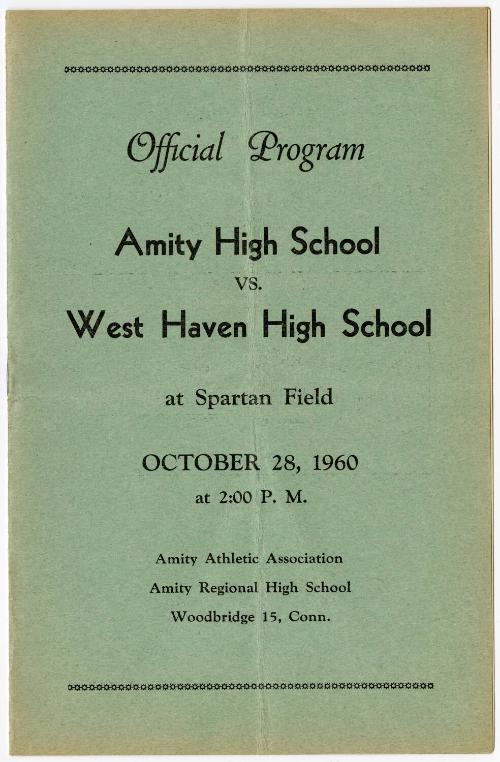 Official Program
Amity High School
VS.
West Haven High School
at Spartan Field
OCTOBER 28, 1960
at 2:00 P. M.
Amity Athletic Association
Amity Regional High School
Woodbridge 15, Conn.